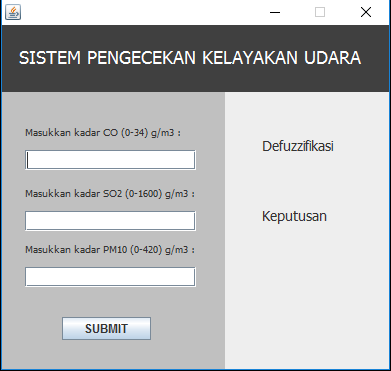 SISTEM PENGECEKAN KELAYAKAN UDARA
Masukkan kadar CO (0-34) g/m3 :
Masukkan kadar SO2 (0-1600) g/m3 :
Masukkan kadar PM10 (0-420) g/m3 :
SUBMIT
Defuzzifikasi
Keputusan